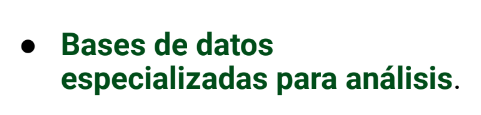 ● Bases de datos
especializadas para análisis.